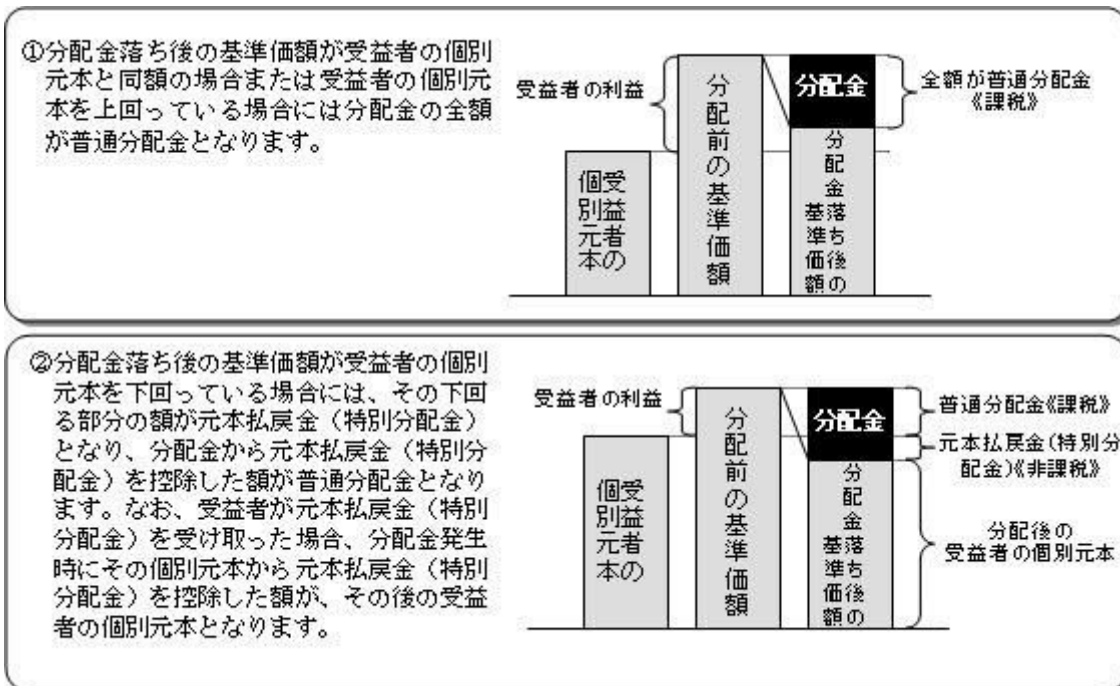 ①分配金落ち後の基準価額が受益者の個別
元本と同額の場合または受益者の個別元
本を上回っている場合には分配金の全額
が普通分配金となります。
受益者の利益
受益者の
個別元本
分配前の基準価額
分配金
分配金落ち後の
基準価額
全額が普通分配金
《課税》
②分配金落ち後の基準価額が受益者の個別
元本を下回っている場合には、その下回
る部分の額が元本払戻金（特別分配金）
となり、分配金から元本払戻金（特別分
配金）を控除した額が普通分配金となり
ます。なお、受益者が元本払戻金（特別
分配金）を受け取った場合、分配金発生
時にその個別元本から元本払戻金（特別
分配金）を控除した額が、その後の受益
者の個別元本となります。
受益者の利益
受益者の
個別元本
分配前の基準価額
分配金
分配金落ち後の
基準価額
普通分配金《課税》
元本払戻金(特別分
配金)《非課税》
分配後の
受益者の個別元本